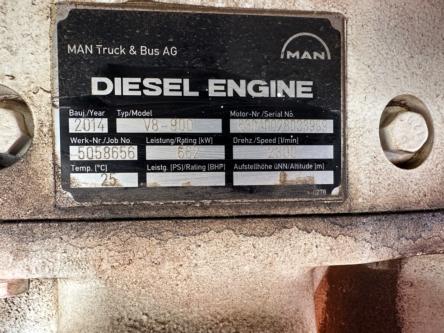 MAN Truck & Bus AG
MAN
DIESEL ENGINE
Bauj./Year Typ/Model Motor-Nr/Serial No.
2014 V8-900
Werk-Nr/Job No. Leistung/Rating [kW] Drehz./Speed [1/min]
5058656
Temp. [°C] Leistg. [PS]/Rating [BHP] Aufstellhöhe üNN/Altitude [m]
25